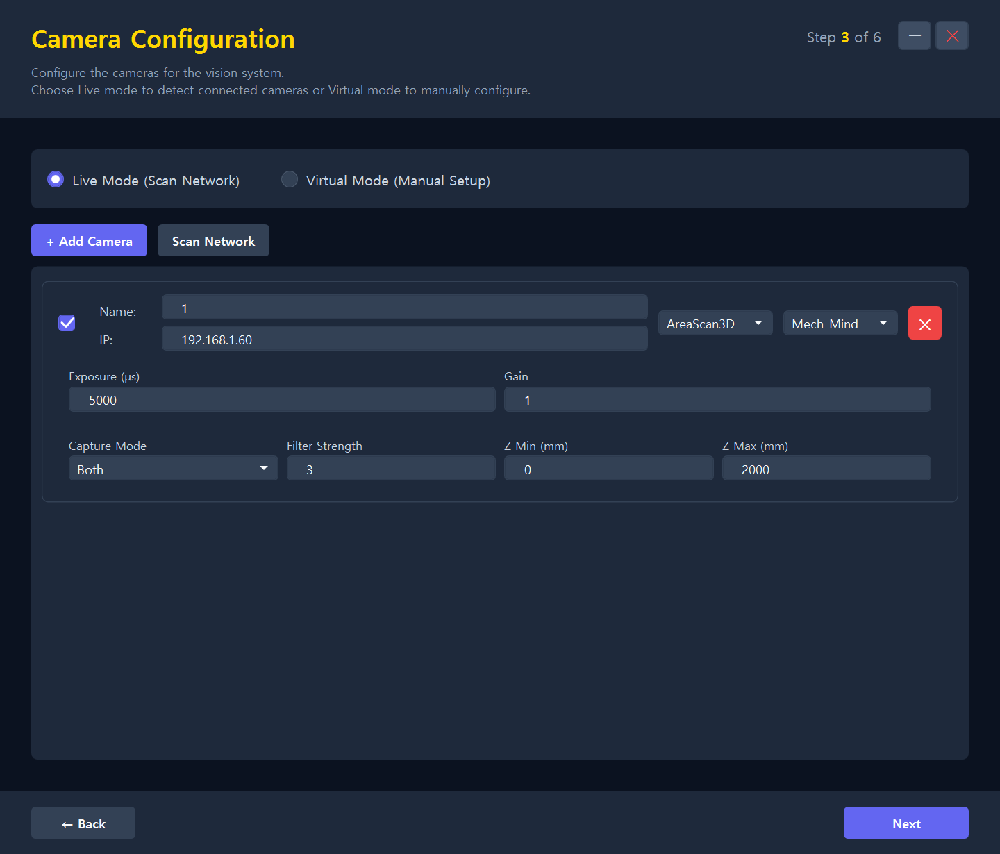 Camera Configuration
Step 3 of 6
Configure the cameras for the vision system.
Choose Live mode to detect connected cameras or Virtual mode to manually configure.
Live Mode (Scan Network)
Virtual Mode (Manual Setup)
+ Add Camera
Scan Network
Name:
1
IP:
192.168.1.60
AreaScan3D
Mech_Mind
Exposure (µs)
Gain
5000
1
Capture Mode
Filter Strength
Z Min (mm)
Z Max (mm)
Both
3
0
2000
← Back
Next